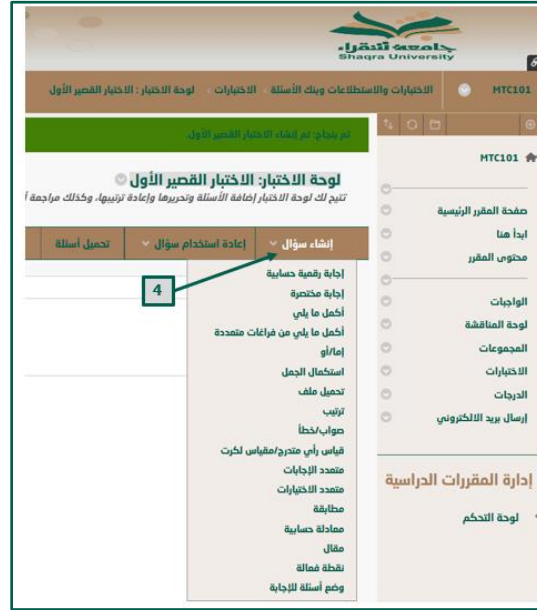 جامعة شقراء
Shaqra University
MTC101
الاختبارات والاستطلاعات وبنك الأسئلة
الاختبارات
لوحة الاختبار : الاختبار القصير الأول
تم بنجاح: تم إنشاء الاختبار القصير الأول.
لوحة الاختبار: الاختبار القصير الأول
تتيح لك لوحة الاختبار إضافة الأسئلة وتحريرها وإعادة ترتيبها، وكذلك مراجعة
إنشاء سؤال
إعادة استخدام سؤال
تحميل أسئلة
4
إجابة رقمية حسابية
إجابة مختصرة
أكمل ما يلي
أكمل ما يلي من فراغات متعددة
إما/أو
استكمال الجمل
تحميل ملف
ترتيب
صواب/خطأ
قياس رأي متدرج/مقياس لكرت
متعدد الإجابات
متعدد الاختيارات
مطابقة
معادلة حسابية
مقال
نقطة فعالة
وضع أسئلة للإجابة
MTC101
صفحة المقرر الرئيسية
ابدأ هنا
محتوى المقرر
الواجبات
لوحة المناقشة
المجموعات
الاختبارات
الدرجات
إرسال بريد الالكتروني
إدارة المقررات الدراسية
لوحة التحكم